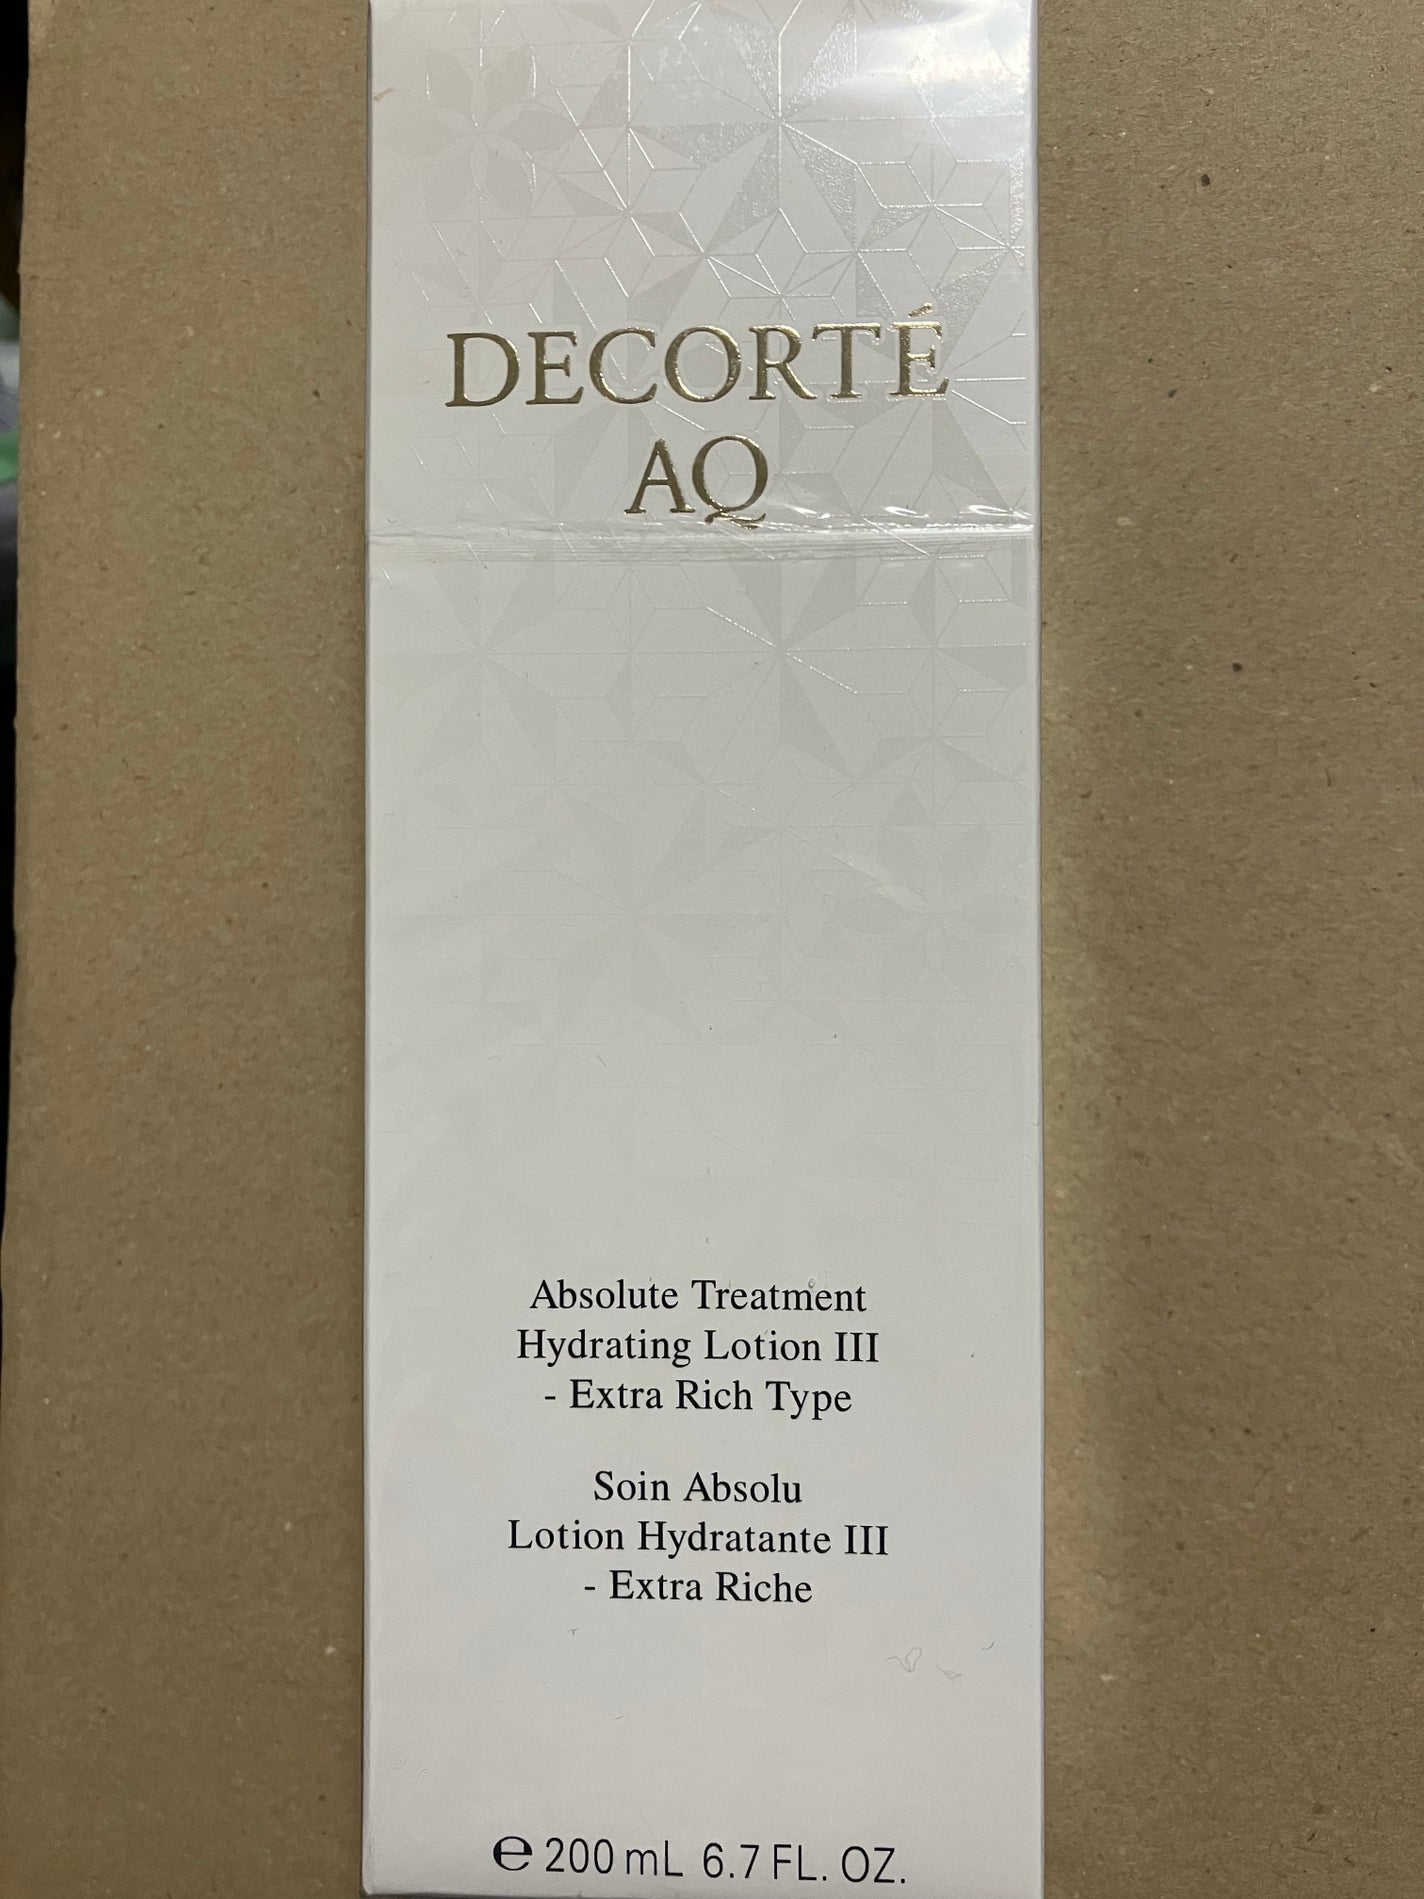 DECORTÉ
AQ
Absolute Treatment
Hydrating Lotion III
- Extra Rich Type
Soin Absolu
Lotion Hydratante III
- Extra Riche
℮ 200 mL 6.7 FL. OZ.